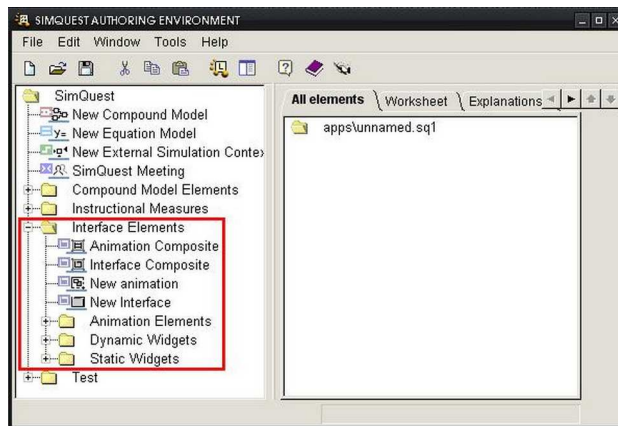 SIMQUEST AUTHORING ENVIRONMENT
File Edit Window Tools Help
SimQuest
New Compound Model
y= New Equation Model
New External Simulation Contex
SimQuest Meeting
Compound Model Elements
Instructional Measures
Interface Elements
Animation Composite
Interface Composite
New animation
New Interface
Animation Elements
Dynamic Widgets
Static Widgets
Test
All elements Worksheet Explanations
apps\unnamed.sq1